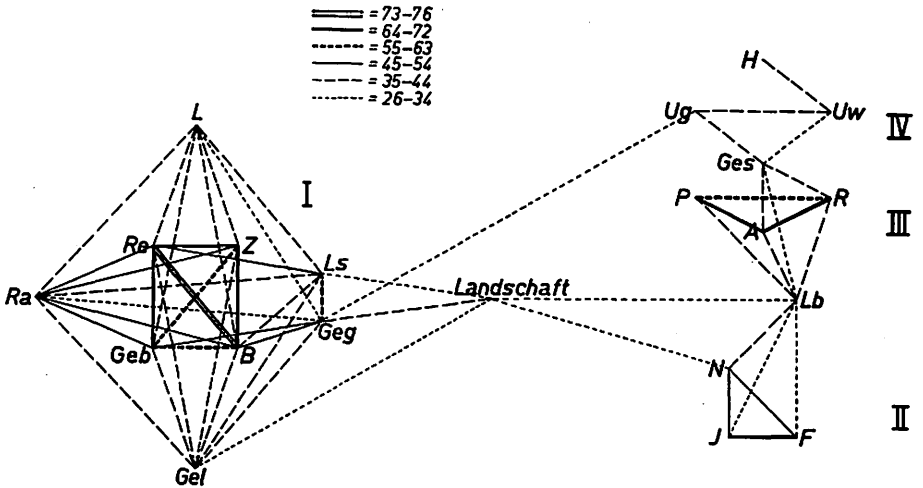 = 73–76
= 64–72
= 55–63
= 45–54
= 35–44
= 26–34
H
L
Ug
Uw
IV
Ges
I
P
R
III
A
Re
Z
Ls
Ra
Landschaft
Lb
Geg
Geb
B
N
II
J
F
Gel